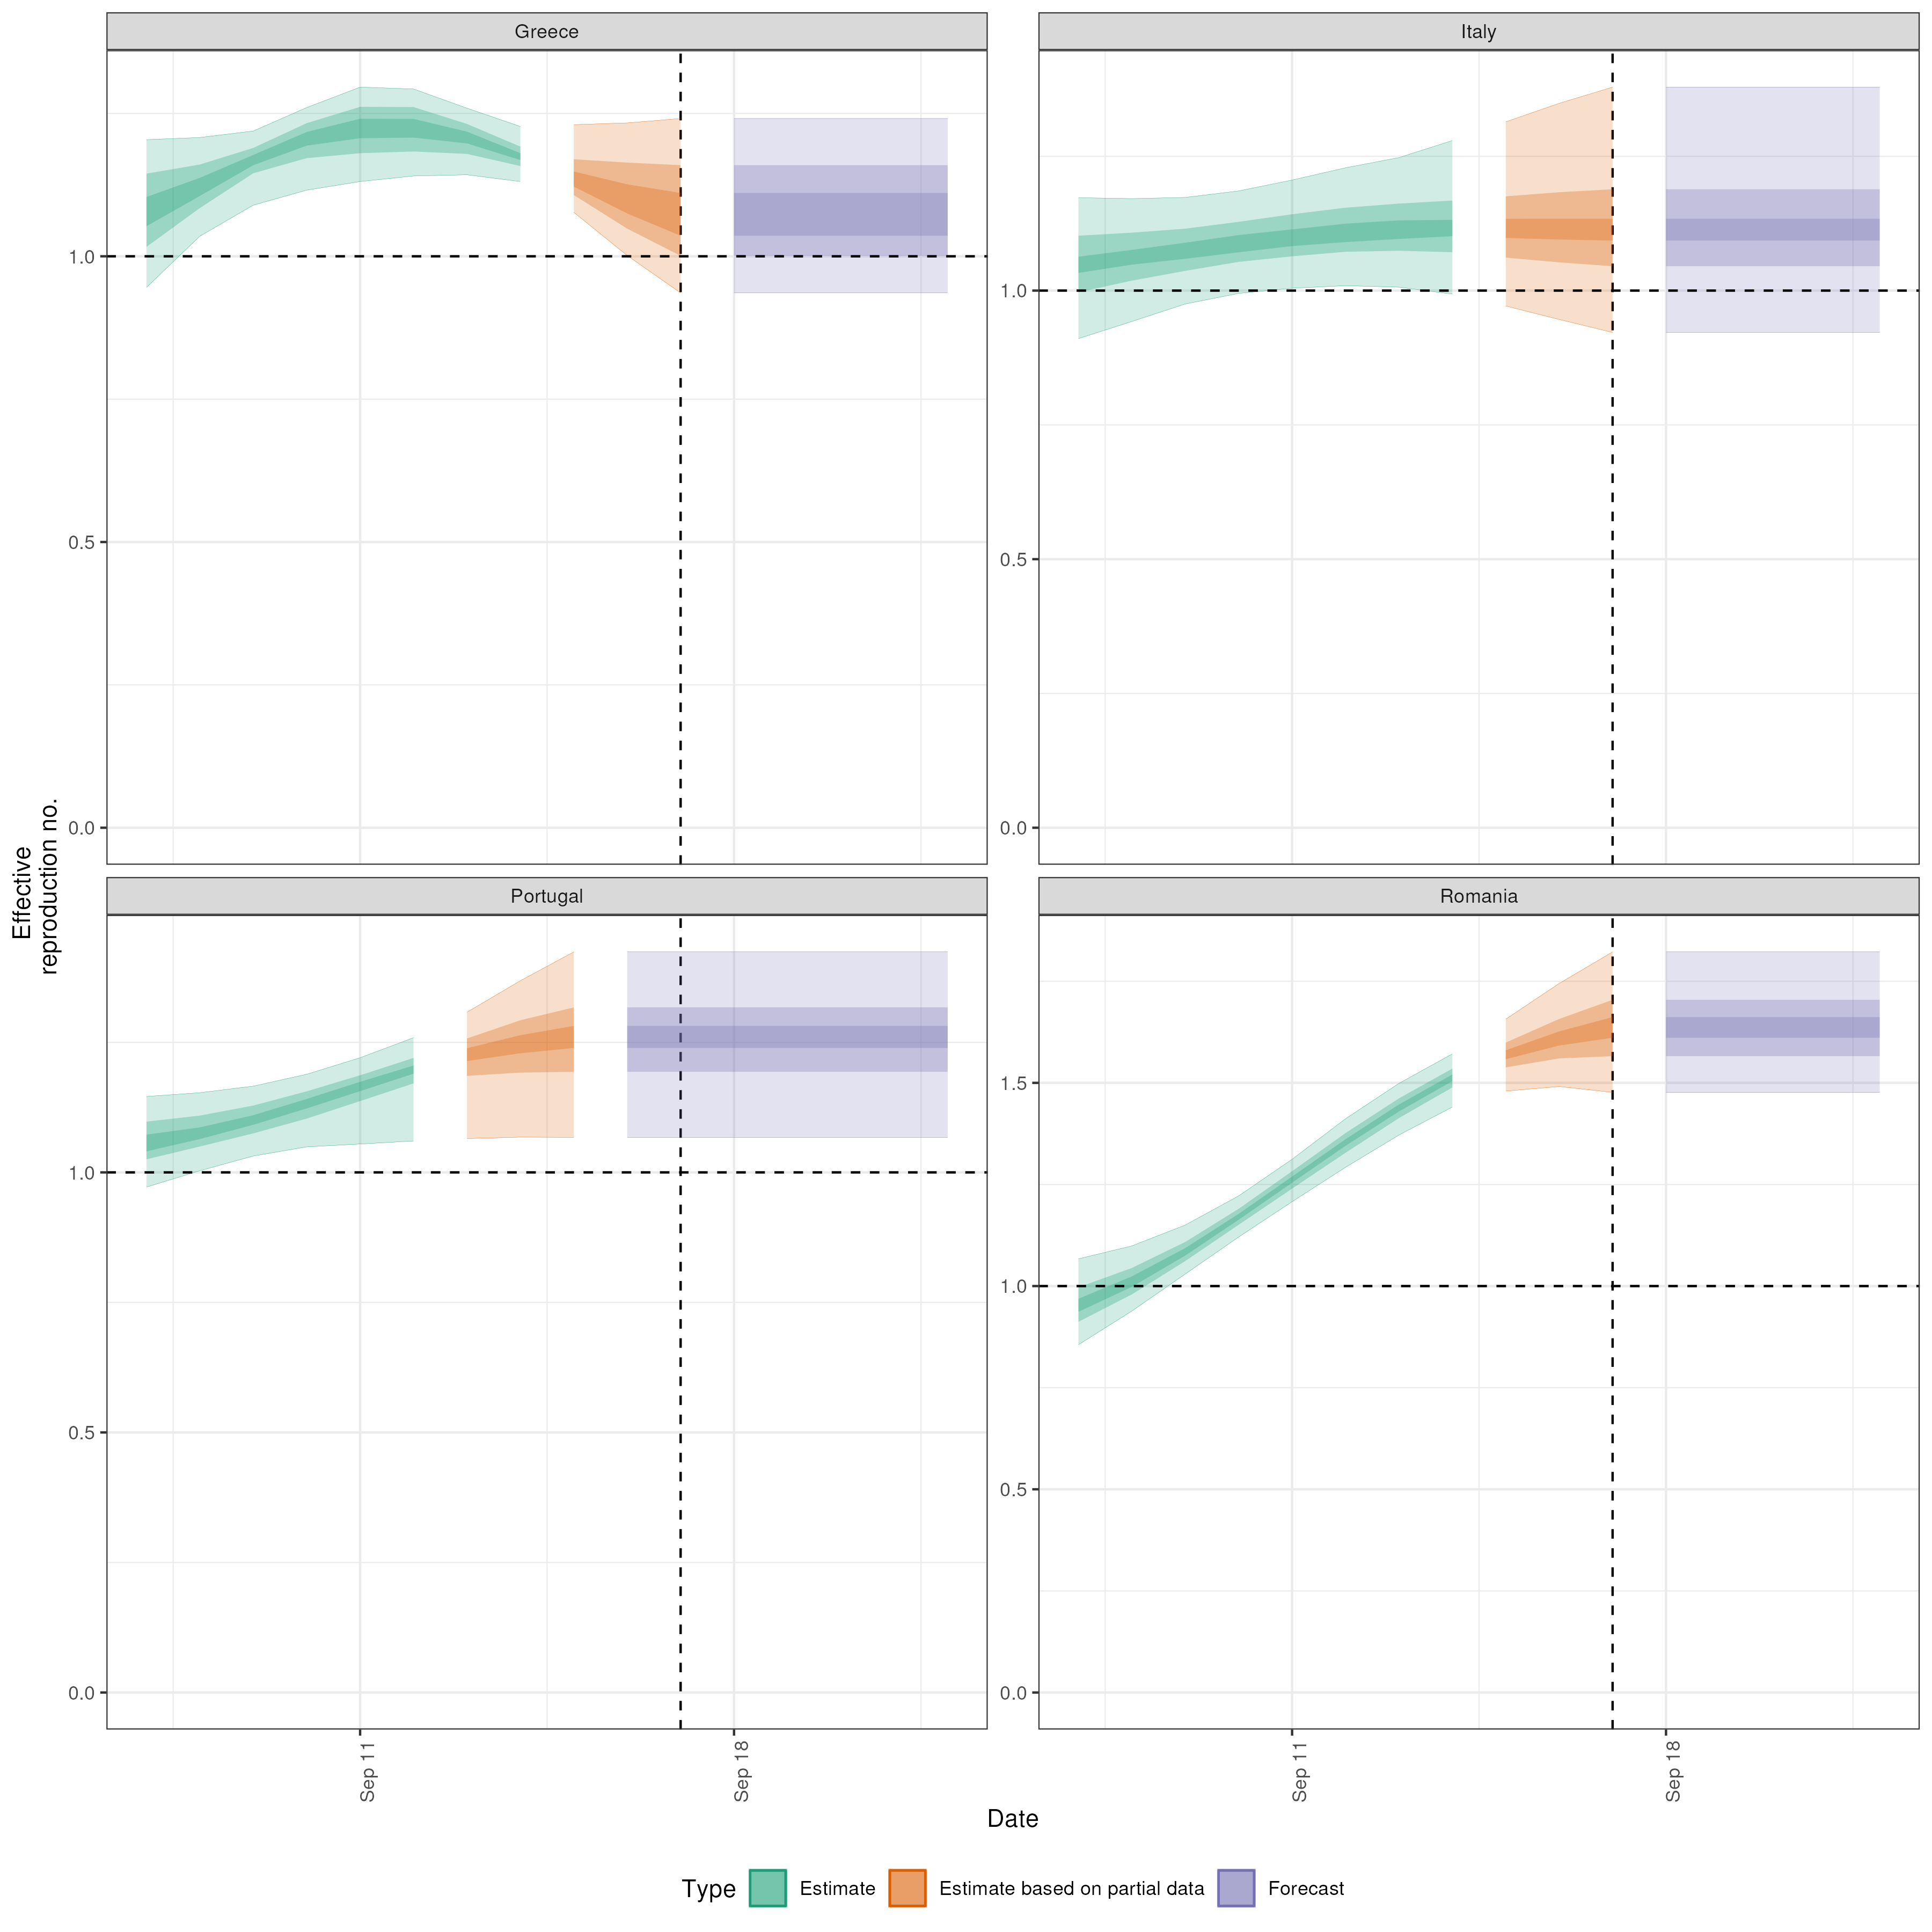 Greece
Italy
1.0
0.5
0.0
1.0
0.5
0.0
Effective
reproduction no.
Portugal
Romania
1.0
0.5
0.0
1.5
1.0
0.5
0.0
Sep 11
Sep 18
Sep 11
Sep 18
Date
Type Estimate Estimate based on partial data Forecast